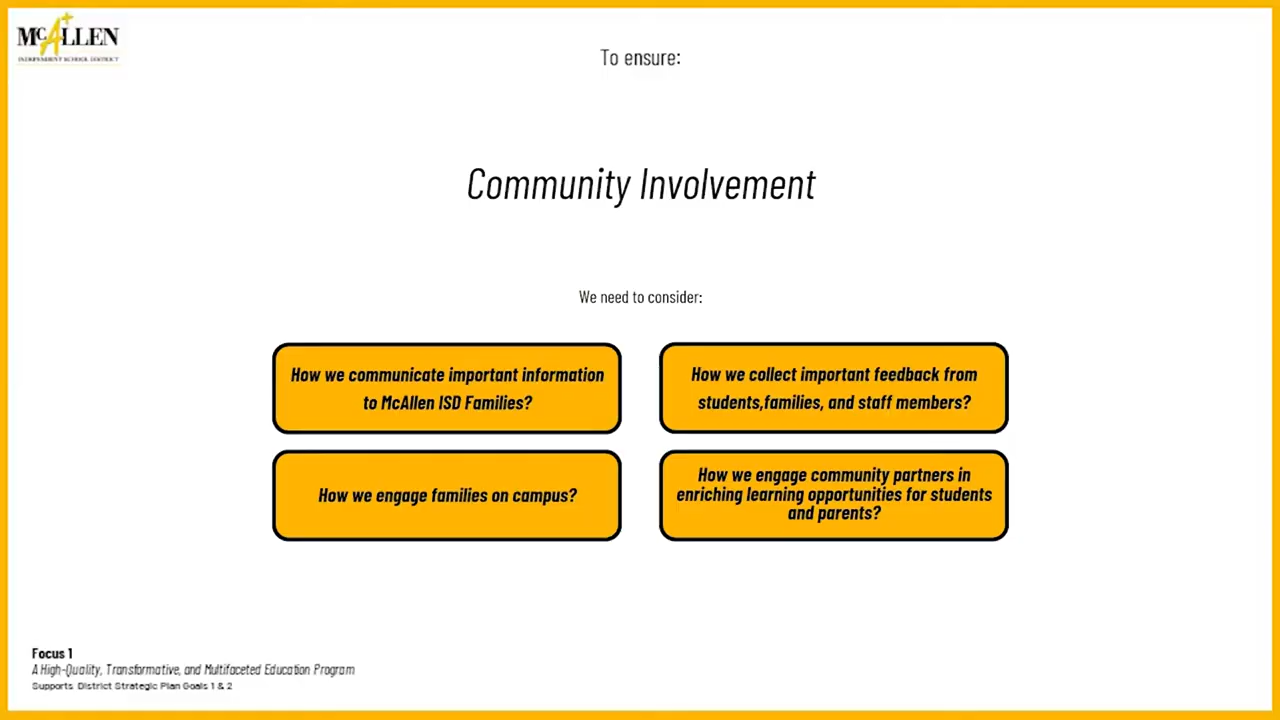 McALLEN
INDEPENDENT SCHOOL DISTRICT
To ensure:
Community Involvement
We need to consider:
How we communicate important information
to McAllen ISD Families?
How we collect important feedback from
students,families, and staff members?
How we engage families on campus?
How we engage community partners in
enriching learning opportunities for students
and parents?
Focus 1
A High-Quality, Transformative, and Multifaceted Education Program
Supports District Strategic Plan Goals 1 & 2